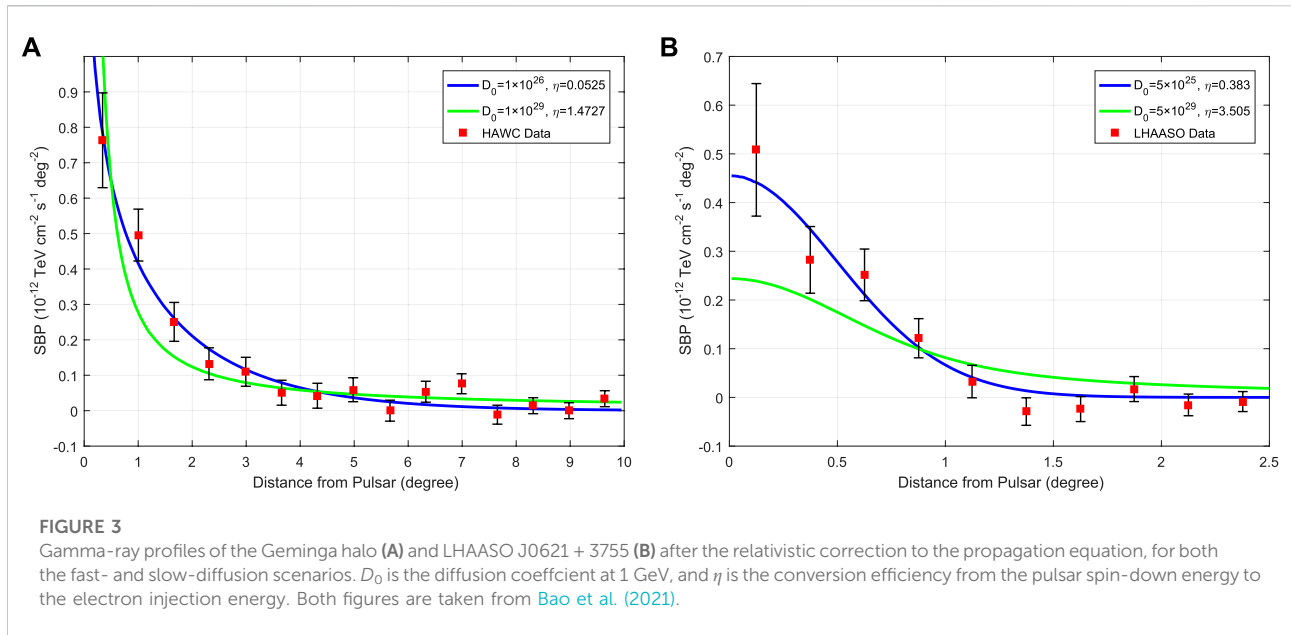 A
SBP (10⁻¹² TeV cm⁻² s⁻¹ deg⁻²)
0.9
0.8
0.7
0.6
0.5
0.4
0.3
0.2
0.1
0
-0.1
0 1 2 3 4 5 6 7 8 9 10
Distance from Pulsar (degree)
D₀=1×10²⁶, η=0.0525
D₀=1×10²⁹, η=1.4727
HAWC Data
B
SBP (10⁻¹² TeV cm⁻² s⁻¹ deg⁻²)
0.7
0.6
0.5
0.4
0.3
0.2
0.1
0
-0.1
0 0.5 1 1.5 2 2.5
Distance from Pulsar (degree)
D₀=5×10²⁵, η=0.383
D₀=5×10²⁹, η=3.505
LHAASO Data
FIGURE 3
Gamma-ray profiles of the Geminga halo (A) and LHAASO J0621 + 3755 (B) after the relativistic correction to the propagation equation, for both
the fast- and slow-diffusion scenarios. D₀ is the diffusion coeffcient at 1 GeV, and η is the conversion efficiency from the pulsar spin-down energy to
the electron injection energy. Both figures are taken from Bao et al. (2021).